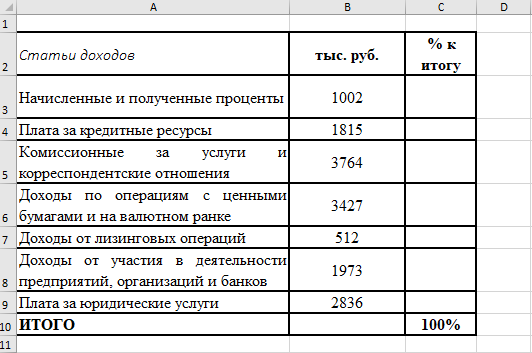 A B C D
1
2 Статьи доходов тыс. руб. % к
итогу
3 Начисленные и полученные проценты 1002
4 Плата за кредитные ресурсы 1815
5 Комиссионные за услуги и
корреспондентские отношения 3764
6 Доходы по операциям с ценными
бумагами и на валютном ранке 3427
7 Доходы от лизинговых операций 512
8 Доходы от участия в деятельности
предприятий, организаций и банков 1973
9 Плата за юридические услуги 2836
10 ИТОГО 100%
11